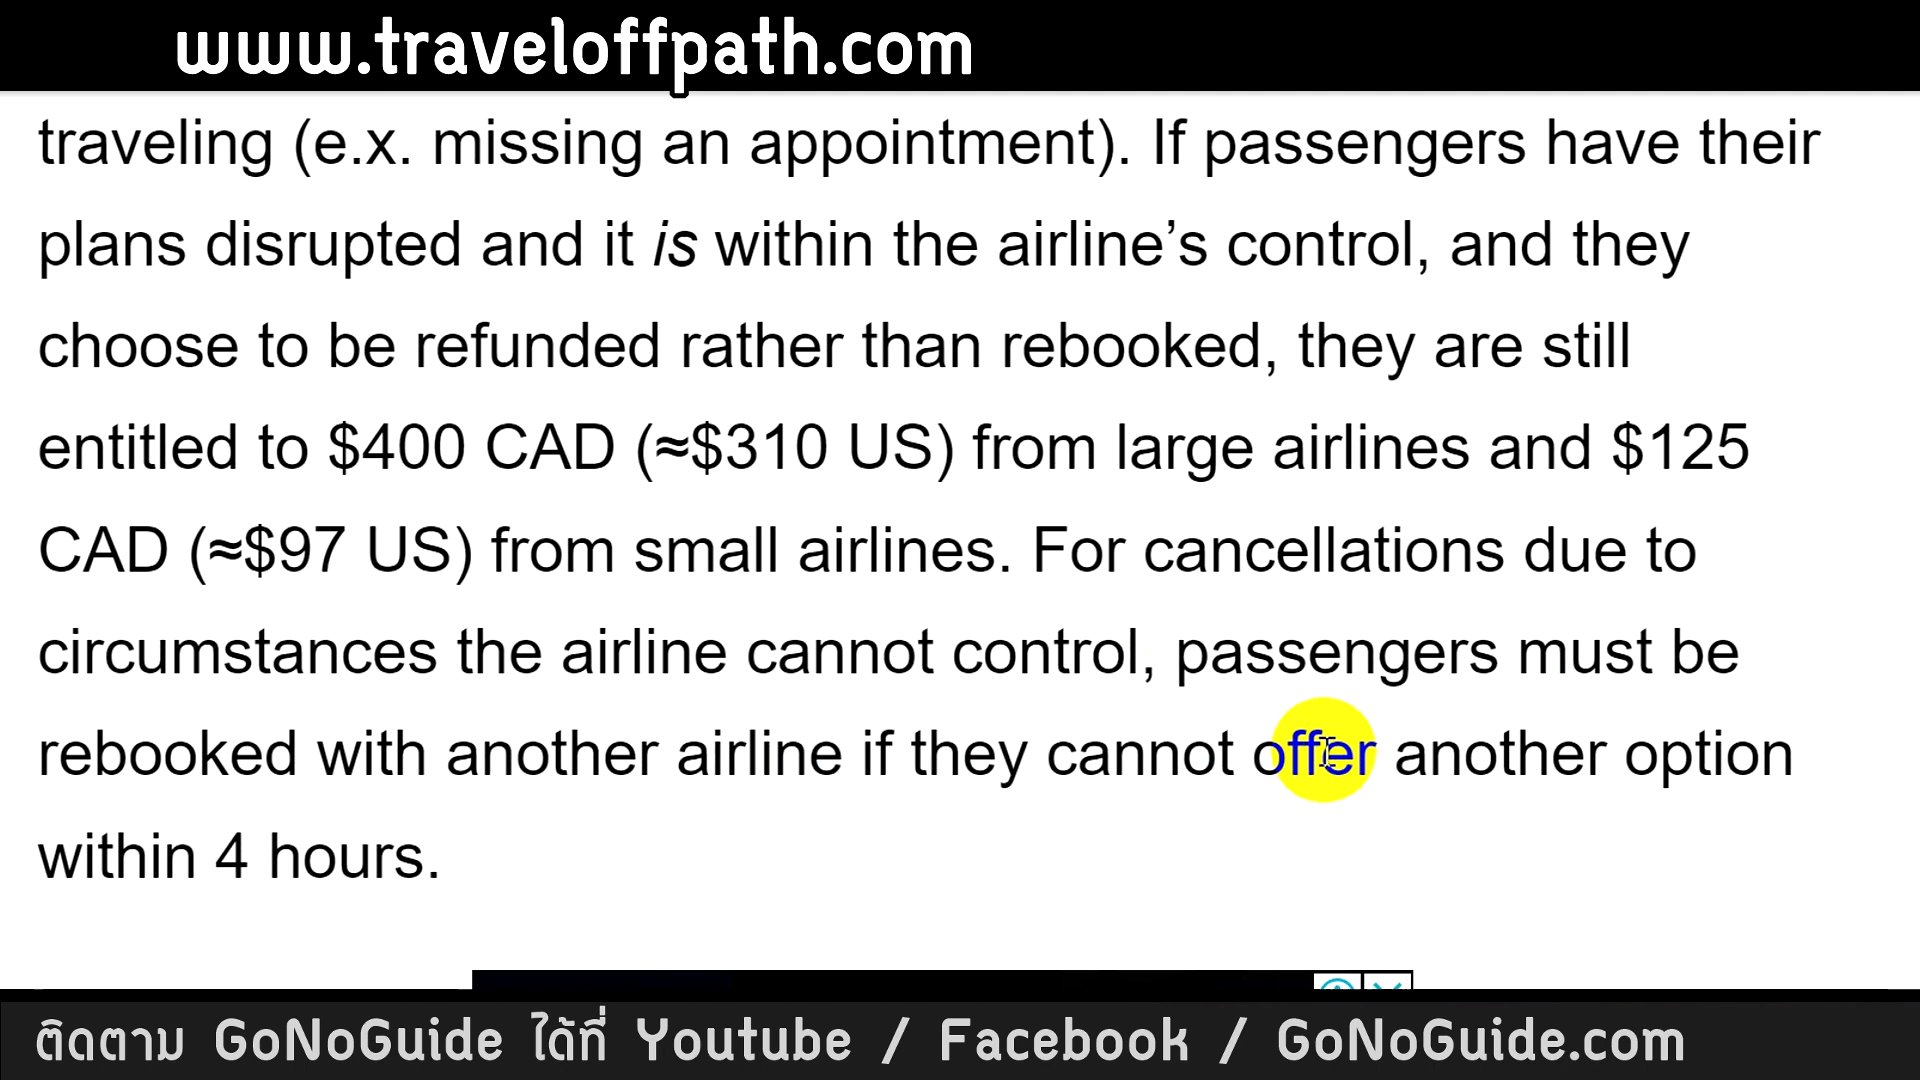 www.traveloffpath.com
traveling (e.x. missing an appointment). If passengers have their
plans disrupted and it is within the airline’s control, and they
choose to be refunded rather than rebooked, they are still
entitled to $400 CAD (≈$310 US) from large airlines and $125
CAD (≈$97 US) from small airlines. For cancellations due to
circumstances the airline cannot control, passengers must be
rebooked with another airline if they cannot offer another option
within 4 hours.
ติดตาม GoNoGuide ได้ที่ Youtube / Facebook / GoNoGuide.com